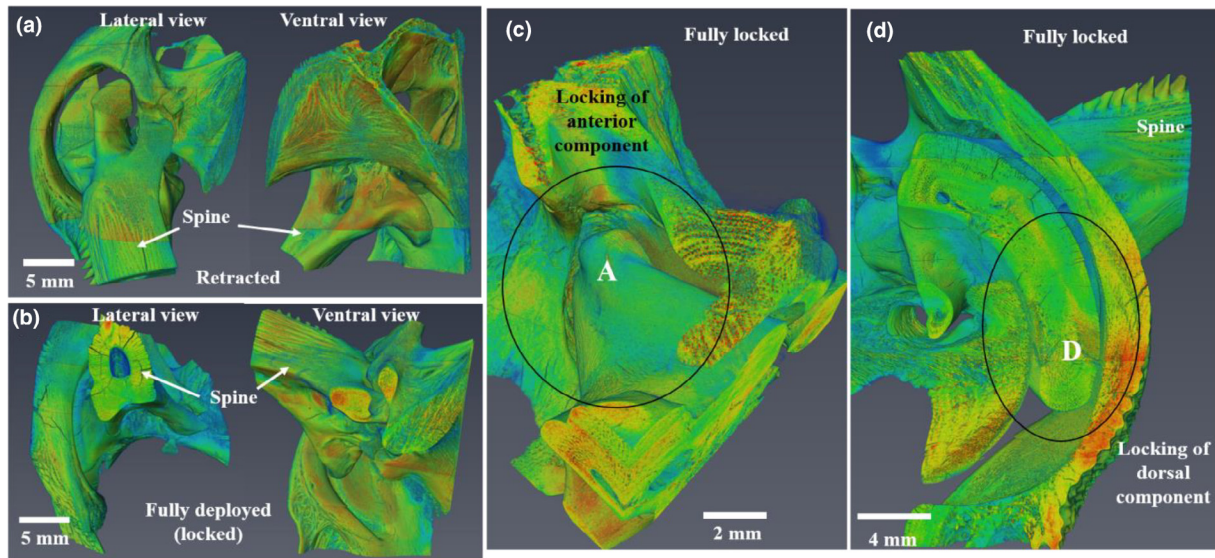 (a)
Lateral view
Ventral view
Spine
5 mm
Retracted
(b)
Lateral view
Ventral view
Spine
5 mm
Fully deployed
(locked)
(c)
Fully locked
Locking of
anterior
component
A
2 mm
(d)
Fully locked
Spine
D
Locking of
dorsal
component
4 mm